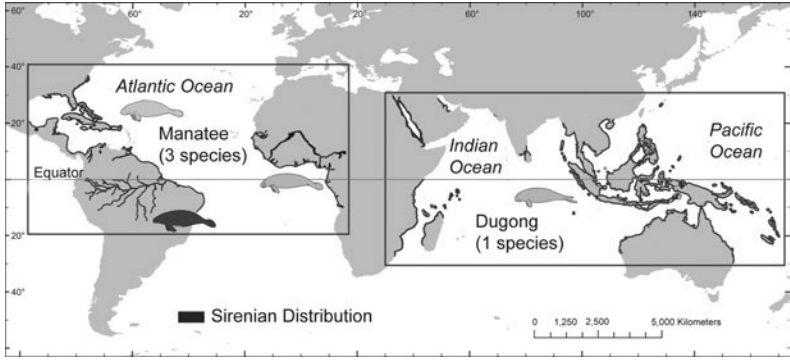 60° 20° 20° 60° 100° 140°
60°
40°
20°
20°
40°
Atlantic Ocean
Manatee
(3 species)
Equator
Indian
Ocean
Pacific
Ocean
Dugong
(1 species)
Sirenian Distribution
0 1,250 2,500 5,000 Kilometers